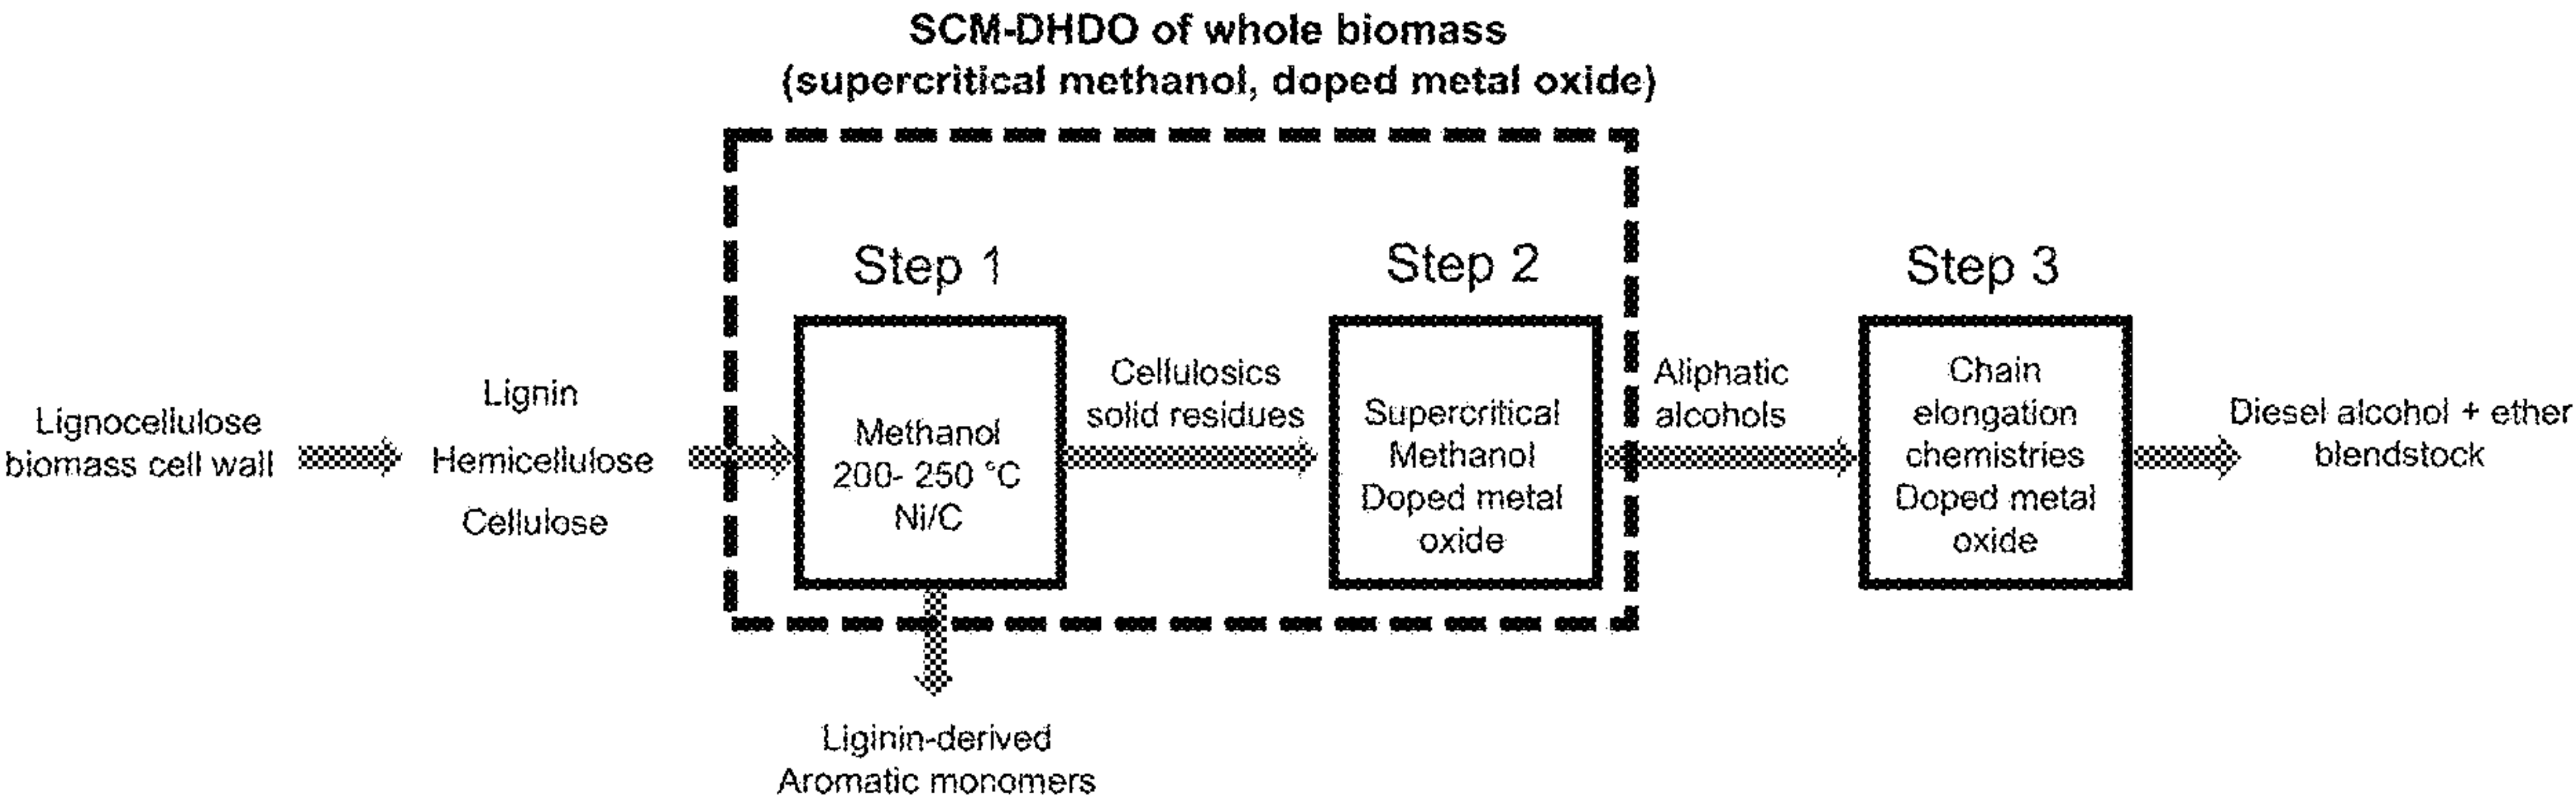 SCM-DHDO of whole biomass
(supercritical methanol, doped metal oxide)
Step 1
Step 2
Step 3
Lignocellulose
biomass cell wall
Lignin
Hemicellulose
Cellulose
Methanol
200- 250 °C
Ni/C
Cellulosics
solid residues
Supercritical
Methanol
Doped metal
oxide
Aliphatic
alcohols
Chain
elongation
chemistries
Doped metal
oxide
Diesel alcohol + ether
blendstock
Liginin-derived
Aromatic monomers